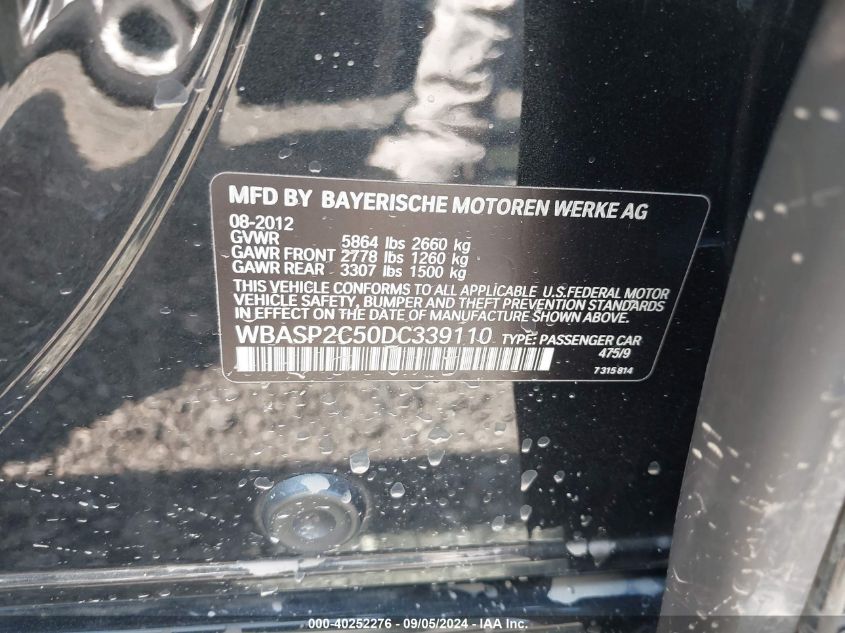 MFD BY BAYERISCHE MOTOREN WERKE AG
08-2012
GVWR 5864 lbs 2660 kg
GAWR FRONT 2778 lbs 1260 kg
GAWR REAR 3307 lbs 1500 kg
THIS VEHICLE CONFORMS TO ALL APPLICABLE U.S.FEDERAL MOTOR
VEHICLE SAFETY, BUMPER AND THEFT PREVENTION STANDARDS
IN EFFECT ON THE DATE OF MANUFACTURE SHOWN ABOVE.
WBASP2C50DC339110 TYPE: PASSENGER CAR
475/9
7315814
000-40252276 - 09/05/2024 - IAA Inc.